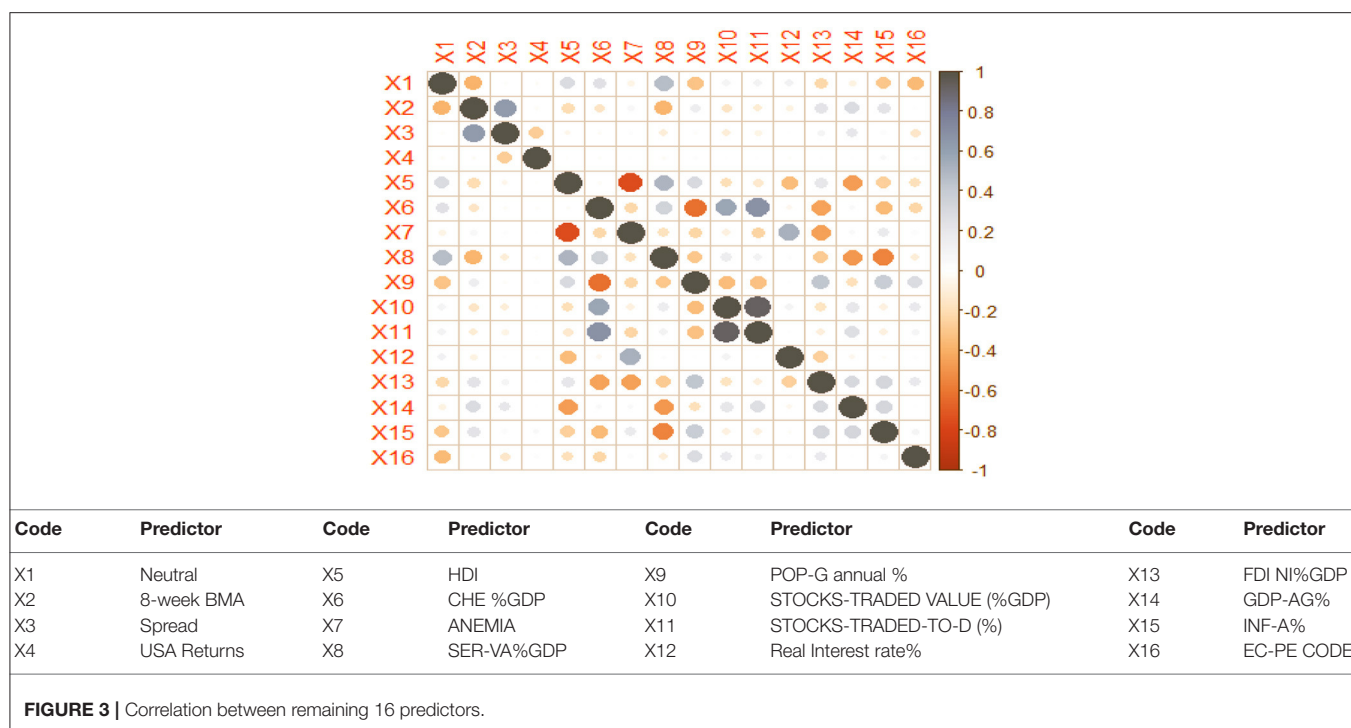 X1 X2 X3 X4 X5 X6 X7 X8 X9 X10 X11 X12 X13 X14 X15 X16
X1
X2
X3
X4
X5
X6
X7
X8
X9
X10
X11
X12
X13
X14
X15
X16
1
0.8
0.6
0.4
0.2
0
-0.2
-0.4
-0.6
-0.8
-1
Code Predictor Code Predictor Code Predictor Code Predictor
X1 Neutral X5 HDI X9 POP-G annual % X13 FDI NI%GDP
X2 8-week BMA X6 CHE %GDP X10 STOCKS-TRADED VALUE (%GDP) X14 GDP-AG%
X3 Spread X7 ANEMIA X11 STOCKS-TRADED-TO-D (%) X15 INF-A%
X4 USA Returns X8 SER-VA%GDP X12 Real Interest rate% X16 EC-PE CODE
FIGURE 3 | Correlation between remaining 16 predictors.